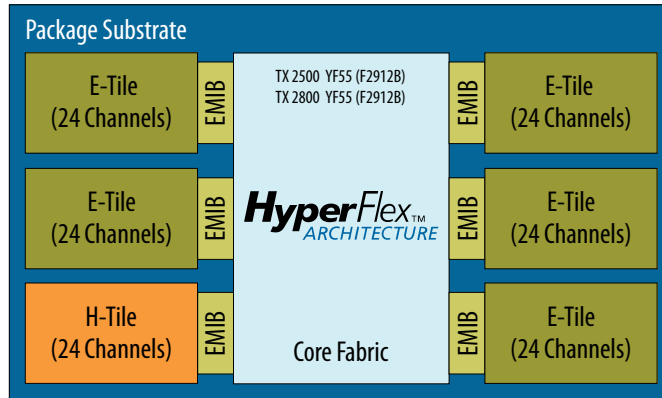 Package Substrate
E-Tile
(24 Channels)
EMIB
TX 2500 YF55 (F2912B)
TX 2800 YF55 (F2912B)
EMIB
E-Tile
(24 Channels)
E-Tile
(24 Channels)
EMIB
HyperFlex™
ARCHITECTURE
EMIB
E-Tile
(24 Channels)
H-Tile
(24 Channels)
EMIB
Core Fabric
EMIB
E-Tile
(24 Channels)